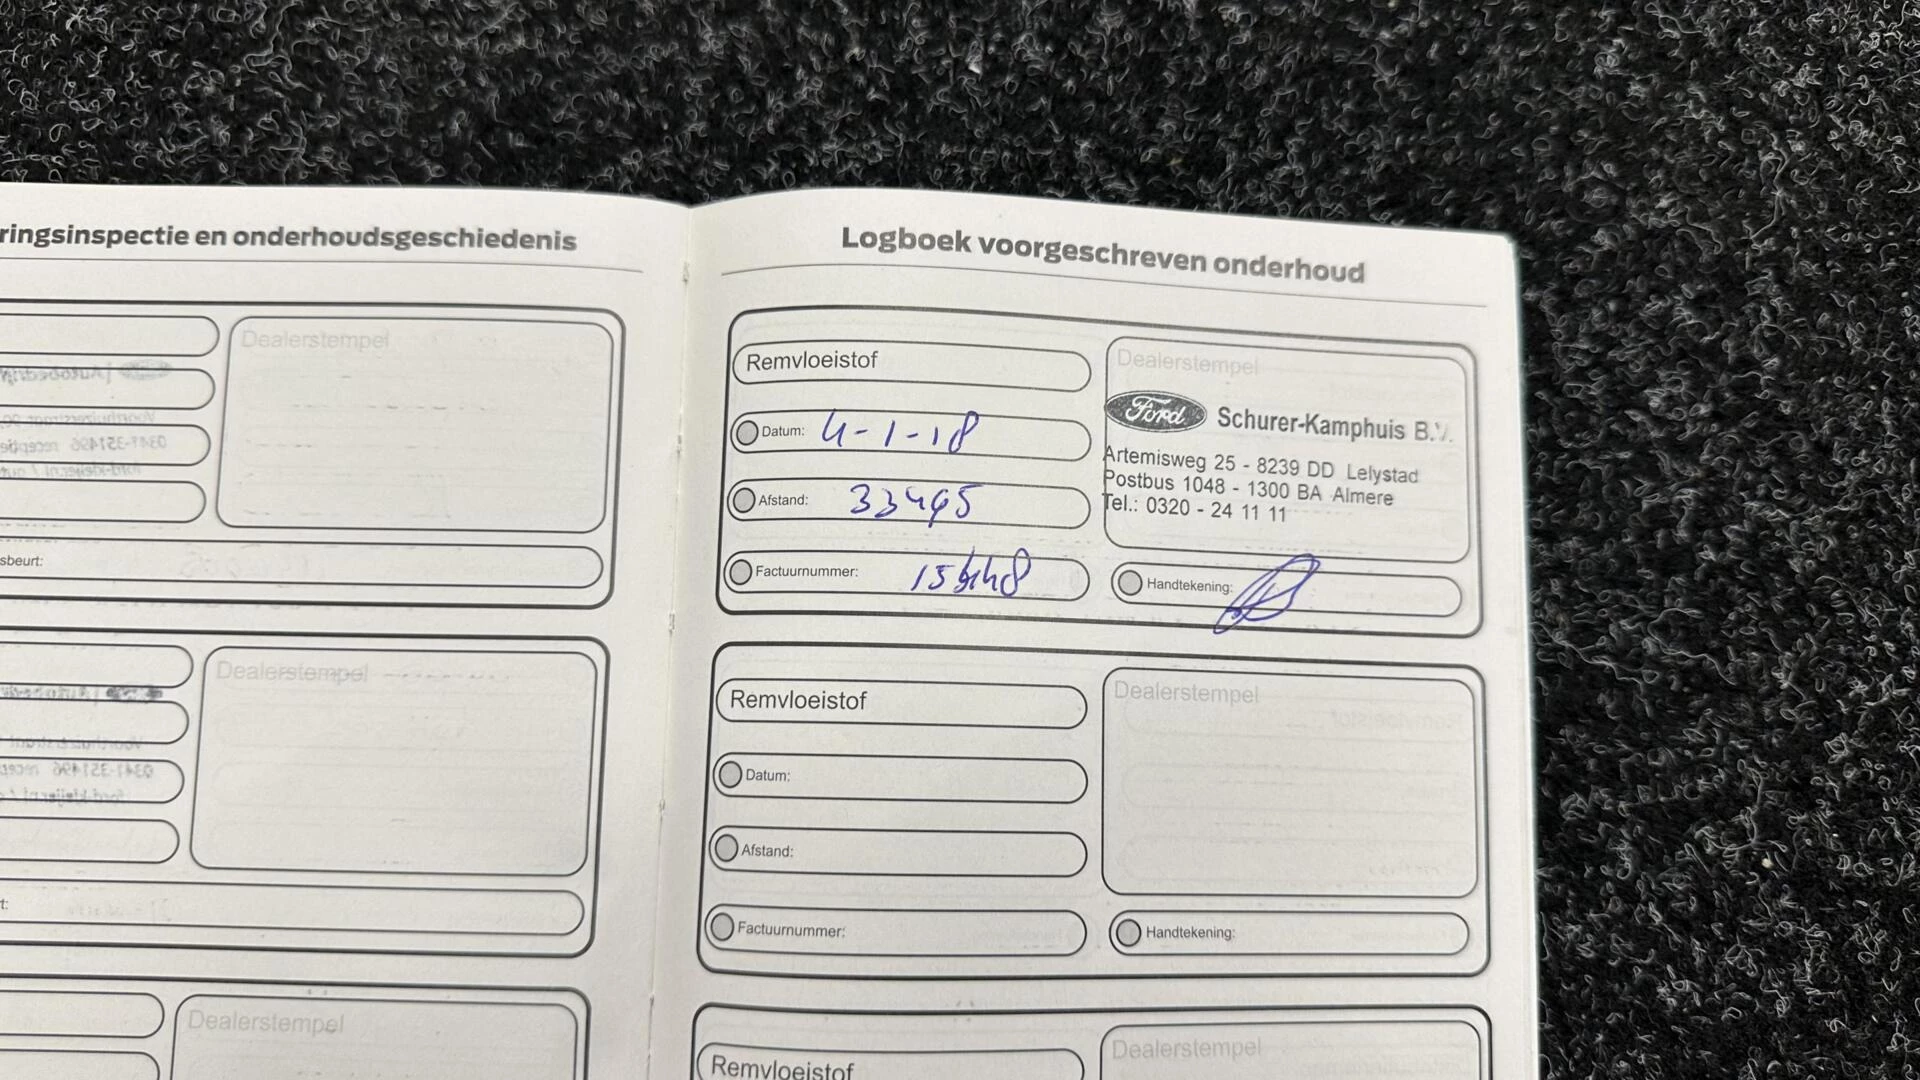 ringsinspectie en onderhoudsgeschiedenis
Dealerstempel
sbeurt:
Dealerstempel
t:
Dealerstempel
Logboek voorgeschreven onderhoud
Remvloeistof
Datum: 4-1-18
Afstand: 33495
Factuurnummer:
Dealerstempel
Ford Schurer-Kamphuis B.V.
Artemisweg 25 - 8239 DD Lelystad
Postbus 1048 - 1300 BA Almere
Tel.: 0320 - 24 11 11
Handtekening:
Remvloeistof
Datum:
Afstand:
Factuurnummer:
Dealerstempel
Handtekening:
Remvloeistof
Dealerstempel